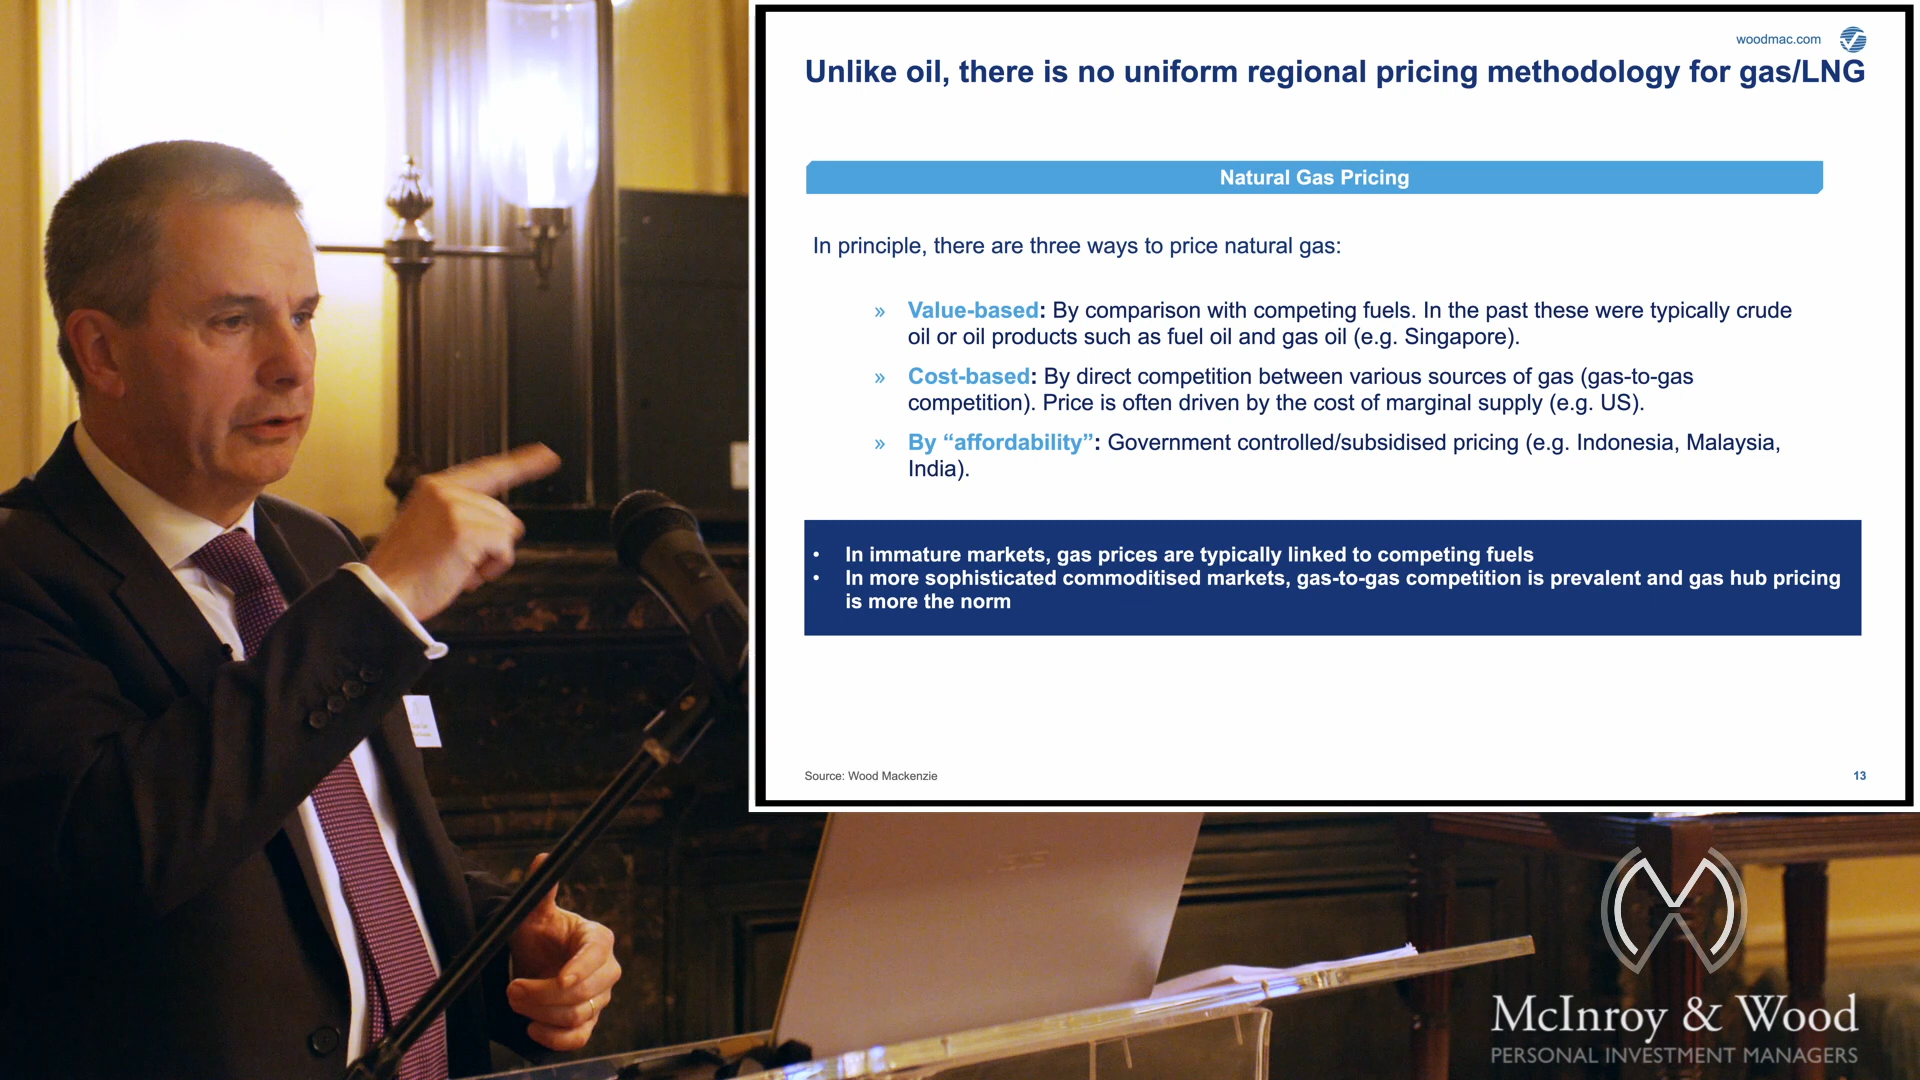 woodmac.com
Unlike oil, there is no uniform regional pricing methodology for gas/LNG
Natural Gas Pricing
In principle, there are three ways to price natural gas:
» Value-based: By comparison with competing fuels. In the past these were typically crude
oil or oil products such as fuel oil and gas oil (e.g. Singapore).
» Cost-based: By direct competition between various sources of gas (gas-to-gas
competition). Price is often driven by the cost of marginal supply (e.g. US).
» By “affordability”: Government controlled/subsidised pricing (e.g. Indonesia, Malaysia,
India).
• In immature markets, gas prices are typically linked to competing fuels
• In more sophisticated commoditised markets, gas-to-gas competition is prevalent and gas hub pricing
is more the norm
Source: Wood Mackenzie
13
McInroy & Wood
PERSONAL INVESTMENT MANAGERS